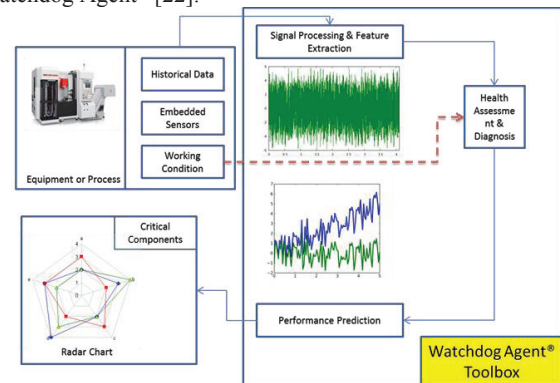 atchdog Agent® [22].
Signal Processing & Feature
Extraction
Historical Data
Embedded
Sensors
Working
Condition
Equipment or Process
Health
Assessme
nt &
Diagnosis
Critical
Components
Radar Chart
Performance Prediction
Watchdog Agent®
Toolbox